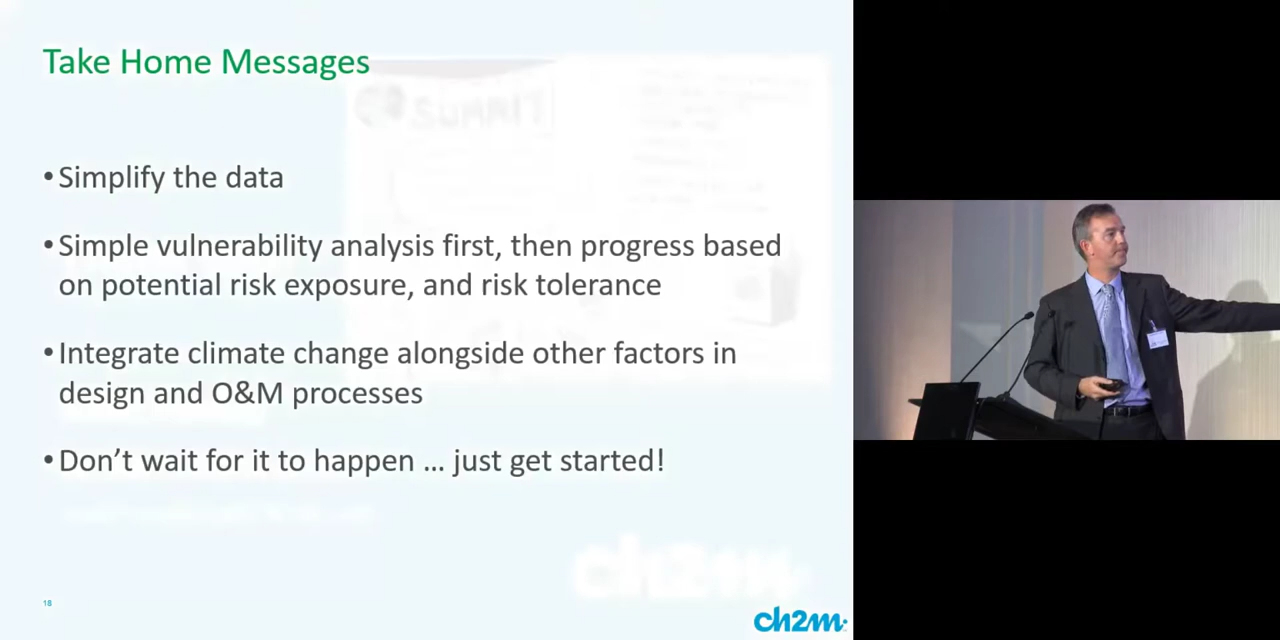 Take Home Messages
•Simplify the data
•Simple vulnerability analysis first, then progress based
on potential risk exposure, and risk tolerance
•Integrate climate change alongside other factors in
design and O&M processes
•Don’t wait for it to happen … just get started!
18
ch2m
SUMMIT
ch2m